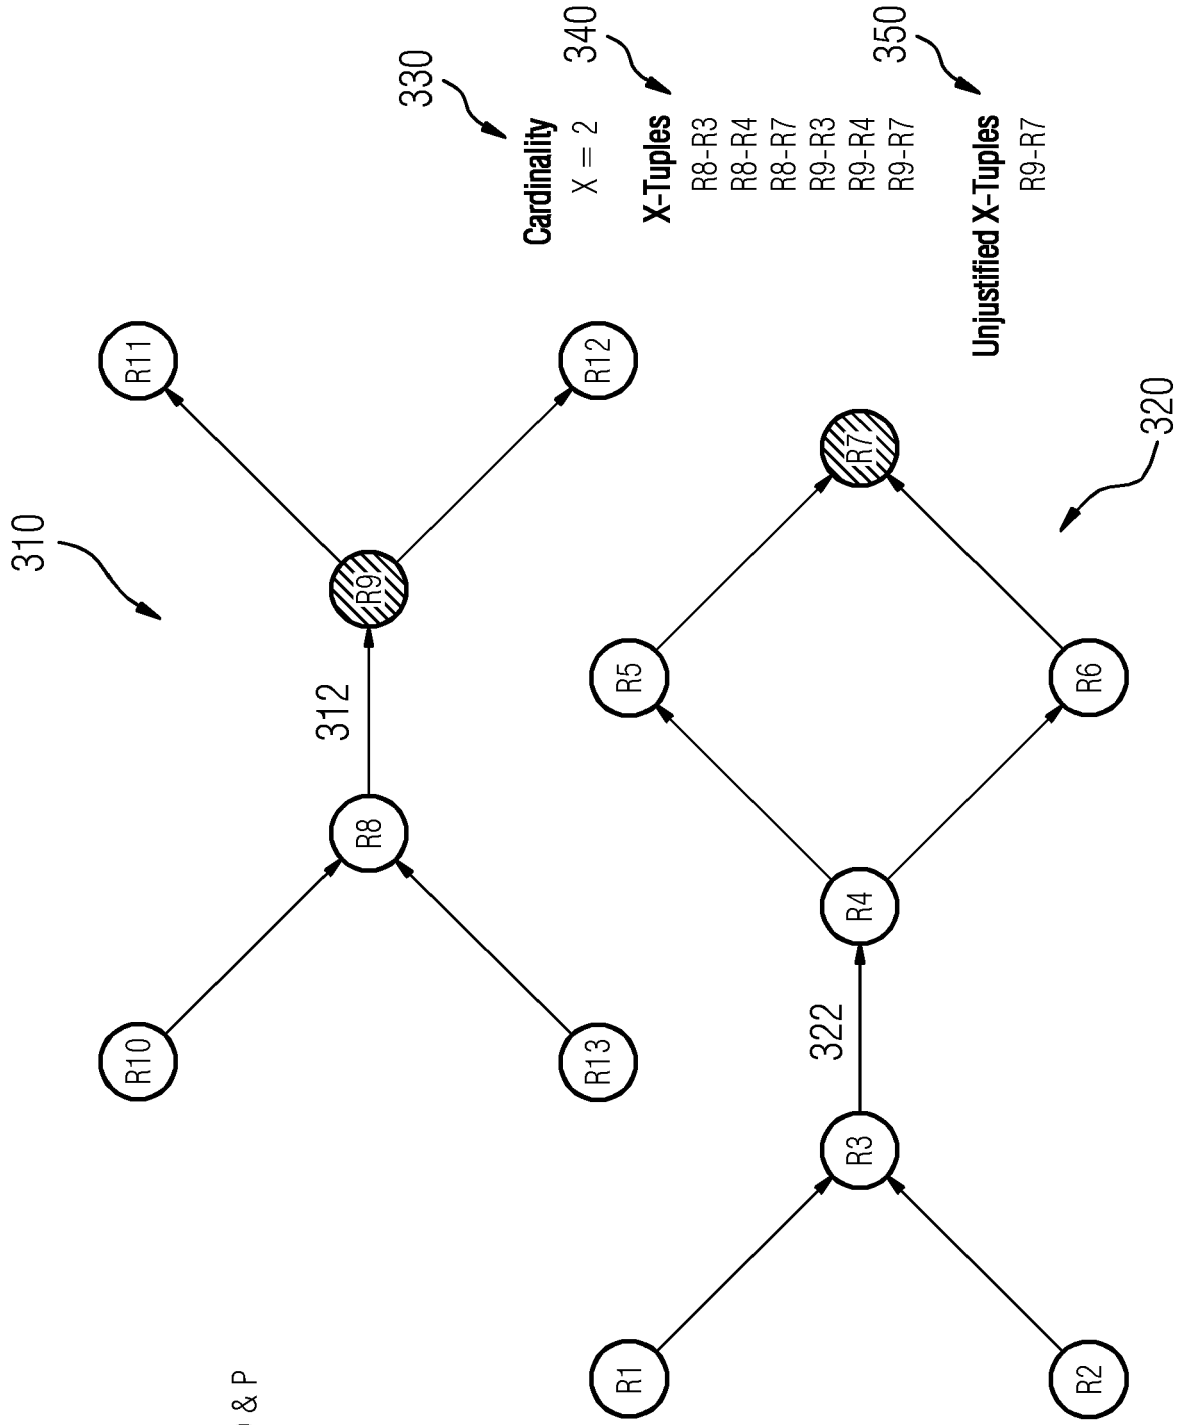 310
R11
R9
R12
312
R8
R10
R13
320
R7
R5
R6
R4
322
R3
R1
R2
330
Cardinality
X = 2
340
X-Tuples
R8-R3
R8-R4
R8-R7
R9-R3
R9-R4
R9-R7
350
Unjustified X-Tuples
R9-R7
& P